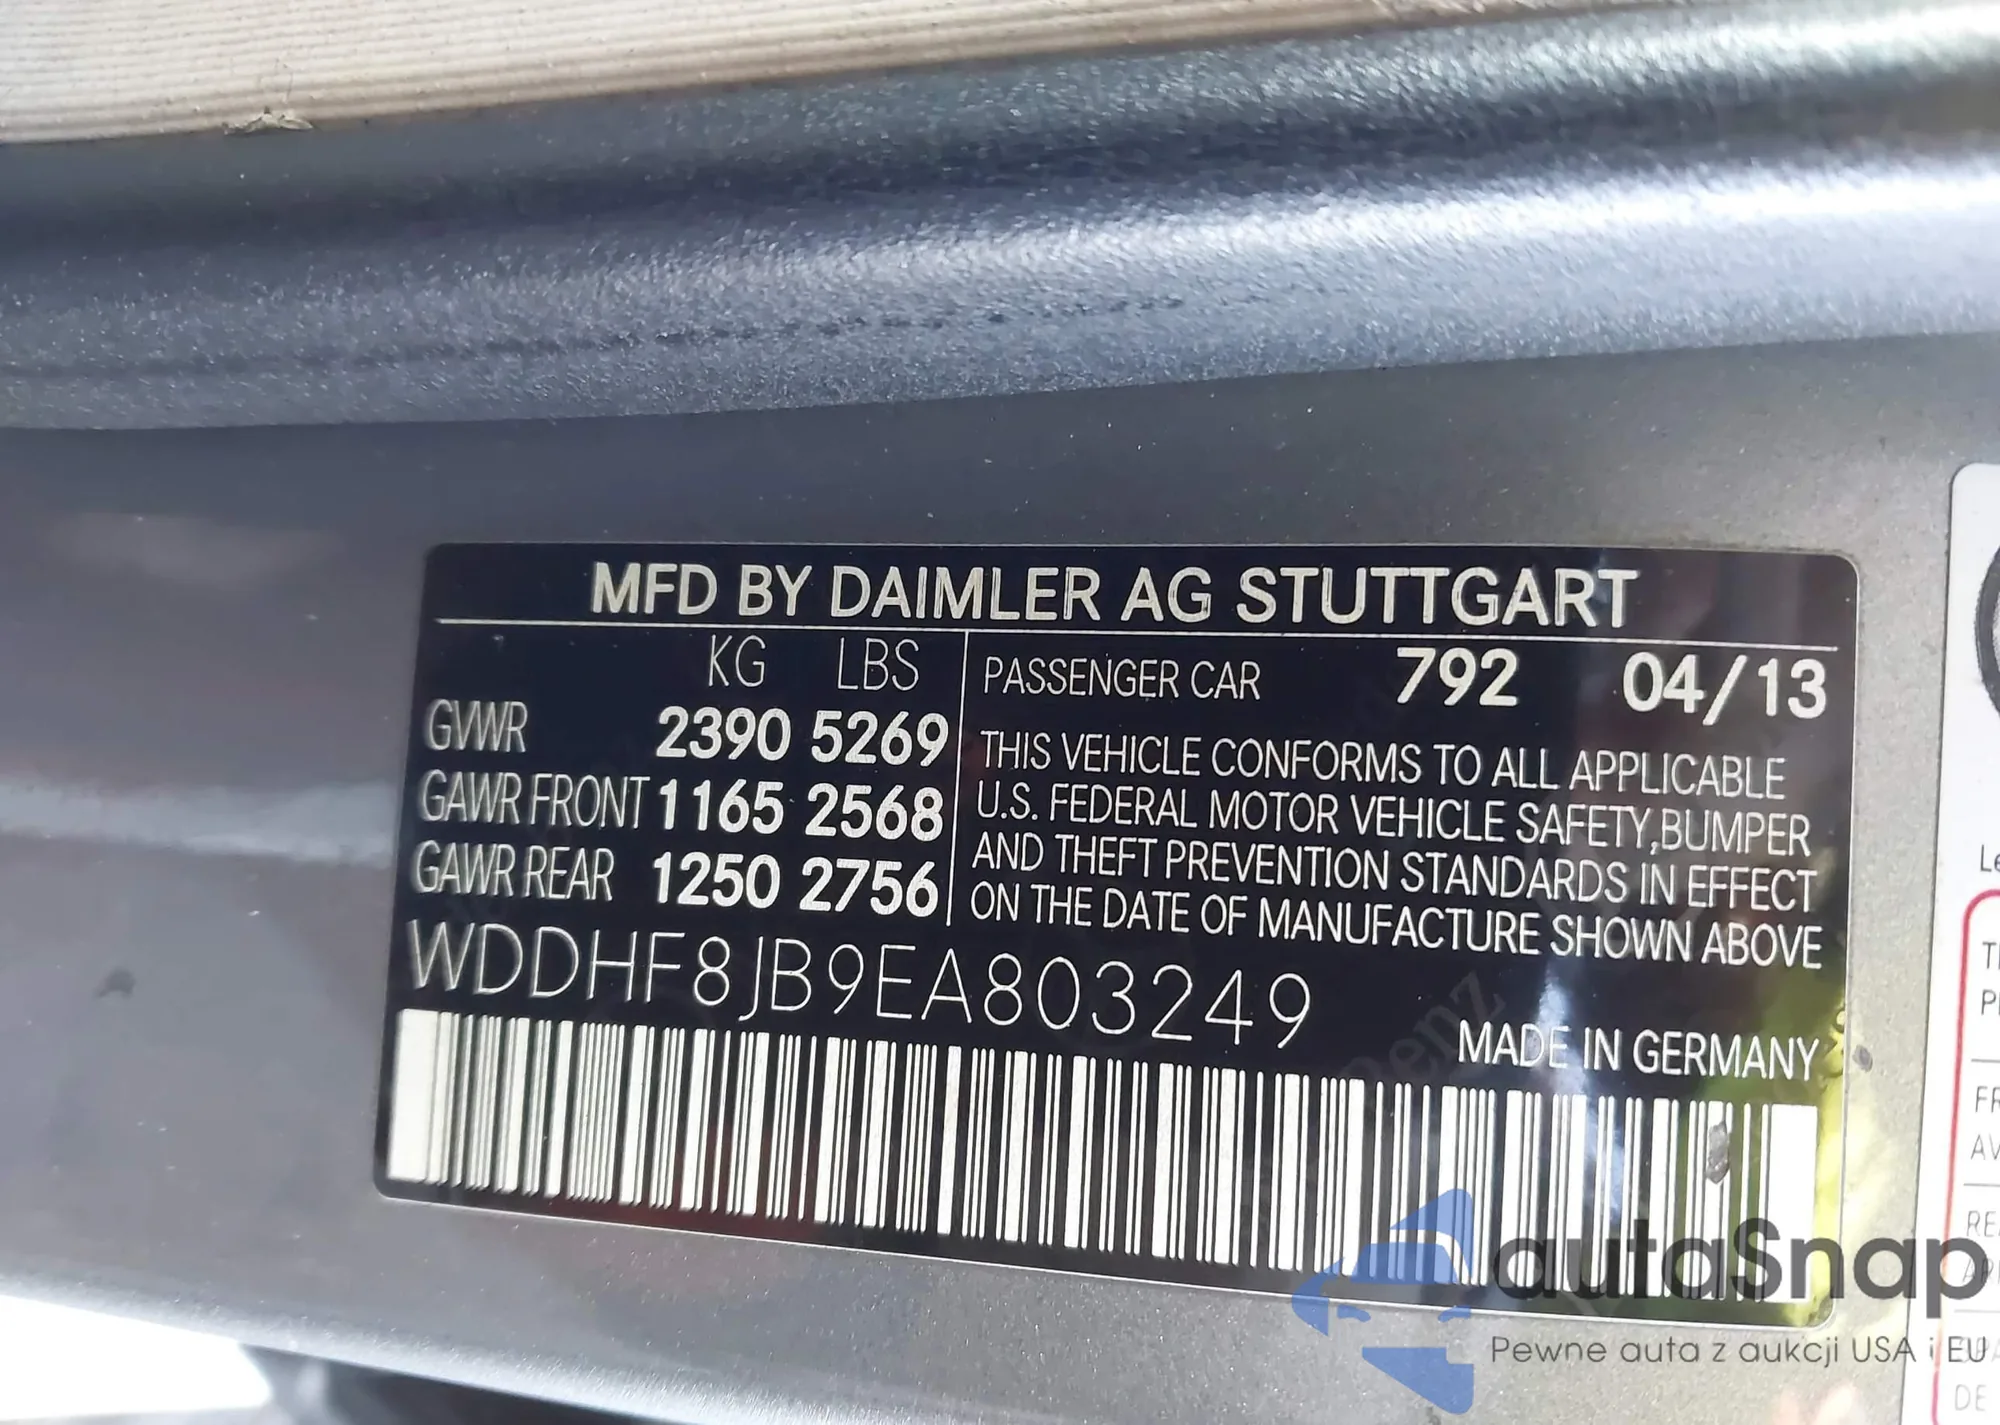 MFD BY DAIMLER AG STUTTGART
KG LBS
GVWR 2390 5269
GAWR FRONT 1165 2568
GAWR REAR 1250 2756
PASSENGER CAR 792 04/13
THIS VEHICLE CONFORMS TO ALL APPLICABLE
U.S. FEDERAL MOTOR VEHICLE SAFETY,BUMPER
AND THEFT PREVENTION STANDARDS IN EFFECT
ON THE DATE OF MANUFACTURE SHOWN ABOVE
WDDHF8JB9EA803249
MADE IN GERMANY
autaSnap
Pewne auta z aukcji USA i EU